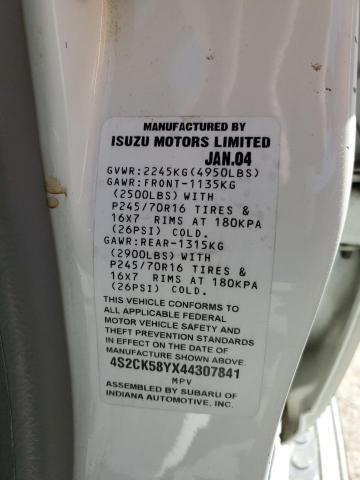 MANUFACTURED BY
ISUZU MOTORS LIMITED
JAN.04
GVWR:2245KG(4950LBS)
GAWR:FRONT-1135KG
(2500LBS) WITH
P245/70R16 TIRES &
16X7 RIMS AT 180KPA
(26PSI) COLD.
GAWR:REAR-1315KG
(2900LBS) WITH
P245/70R16 TIRES &
16X7 RIMS AT 180KPA
(26PSI) COLD.
THIS VEHICLE CONFORMS TO
ALL APPLICABLE FEDERAL
MOTOR VEHICLE SAFETY AND
THEFT PREVENTION STANDARDS
IN EFFECT ON THE DATE OF
MANUFACTURE SHOWN ABOVE.
4S2CK58YX44307841
MPV
ASSEMBLED BY SUBARU OF
INDIANA AUTOMOTIVE, INC.